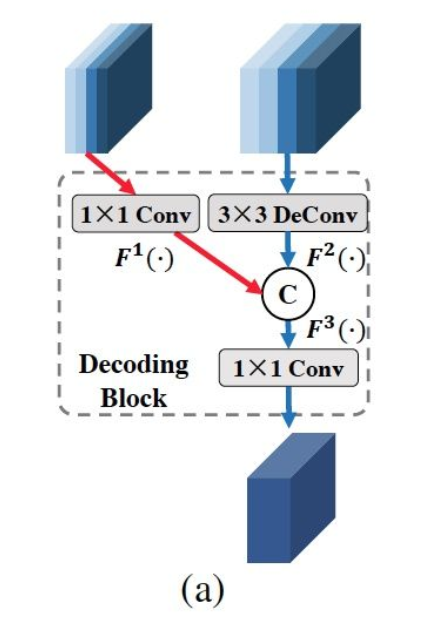 1×1 Conv
3×3 DeConv
F¹(·)
F²(·)
C
F³(·)
1×1 Conv
Decoding
Block
(a)